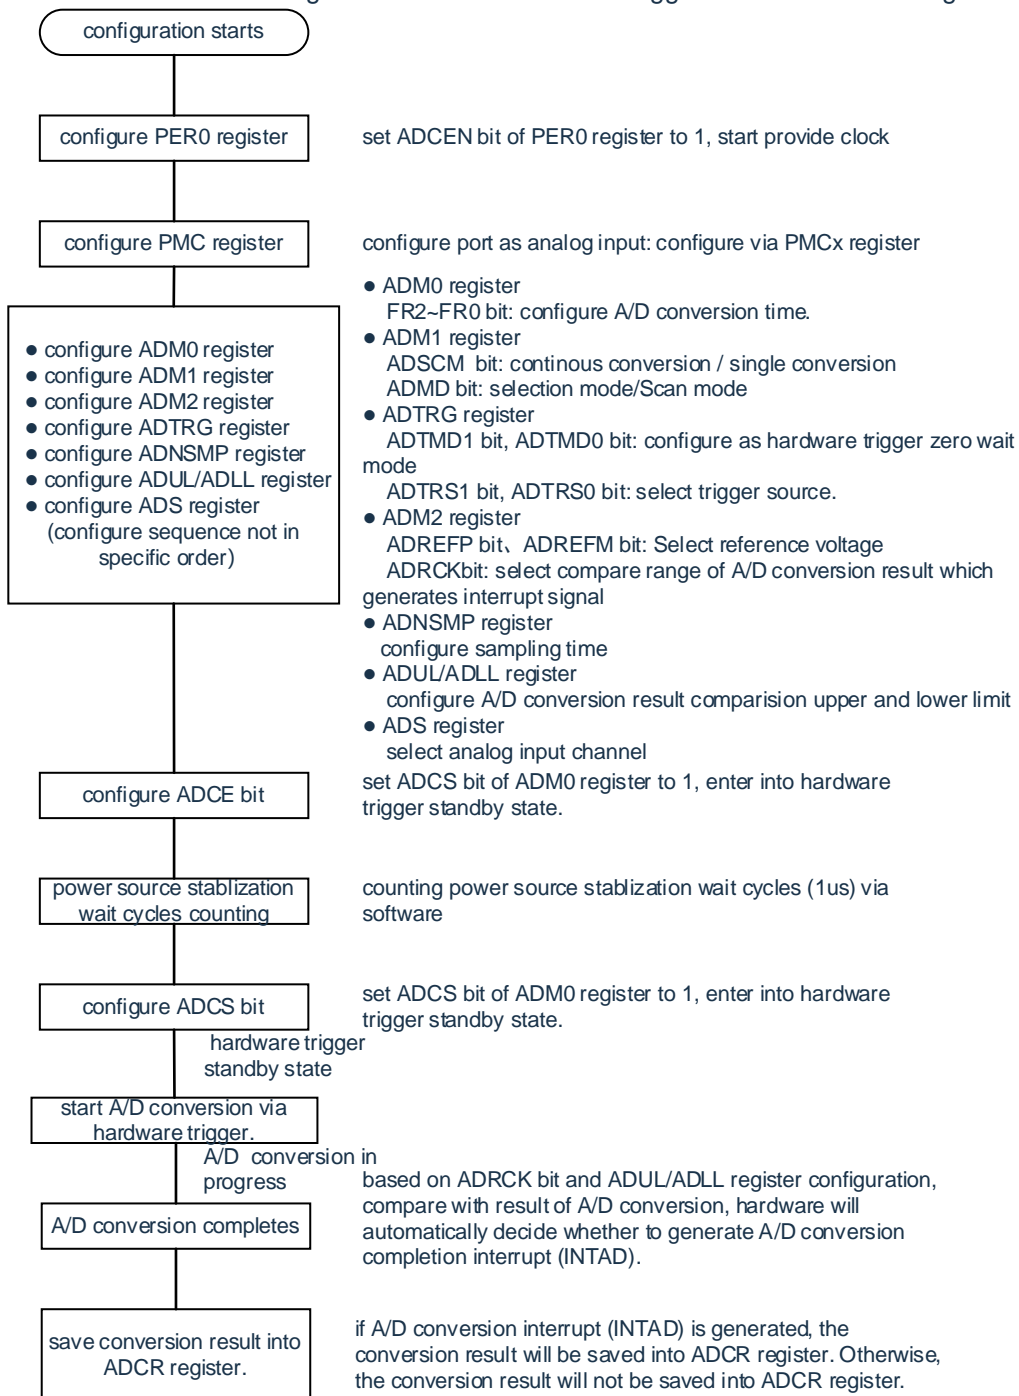 configuration starts
configure PER0 register
set ADCEN bit of PER0 register to 1, start provide clock
configure PMC register
configure port as analog input: configure via PMCx register
● configure ADM0 register
● configure ADM1 register
● configure ADM2 register
● configure ADTRG register
● configure ADNSMP register
● configure ADUL/ADLL register
● configure ADS register
(configure sequence not in
specific order)
● ADM0 register
FR2~FR0 bit: configure A/D conversion time.
● ADM1 register
ADSCM bit: continous conversion / single conversion
ADMD bit: selection mode/Scan mode
● ADTRG register
ADTMD1 bit, ADTMD0 bit: configure as hardware trigger zero wait
mode
ADTRS1 bit, ADTRS0 bit: select trigger source.
● ADM2 register
ADREFP bit、ADREFM bit: Select reference voltage
ADRCKbit: select compare range of A/D conversion result which
generates interrupt signal
● ADNSMP register
configure sampling time
● ADUL/ADLL register
configure A/D conversion result comparision upper and lower limit
● ADS register
select analog input channel
configure ADCE bit
set ADCS bit of ADM0 register to 1, enter into hardware
trigger standby state.
power source stablization
wait cycles counting
counting power source stablization wait cycles (1us) via
software
configure ADCS bit
set ADCS bit of ADM0 register to 1, enter into hardware
trigger standby state.
hardware trigger
standby state
start A/D conversion via
hardware trigger.
A/D conversion in
progress
A/D conversion completes
based on ADRCK bit and ADUL/ADLL register configuration,
compare with result of A/D conversion, hardware will
automatically decide whether to generate A/D conversion
completion interrupt (INTAD).
save conversion result into
ADCR register.
if A/D conversion interrupt (INTAD) is generated, the
conversion result will be saved into ADCR register. Otherwise,
the conversion result will not be saved into ADCR register.